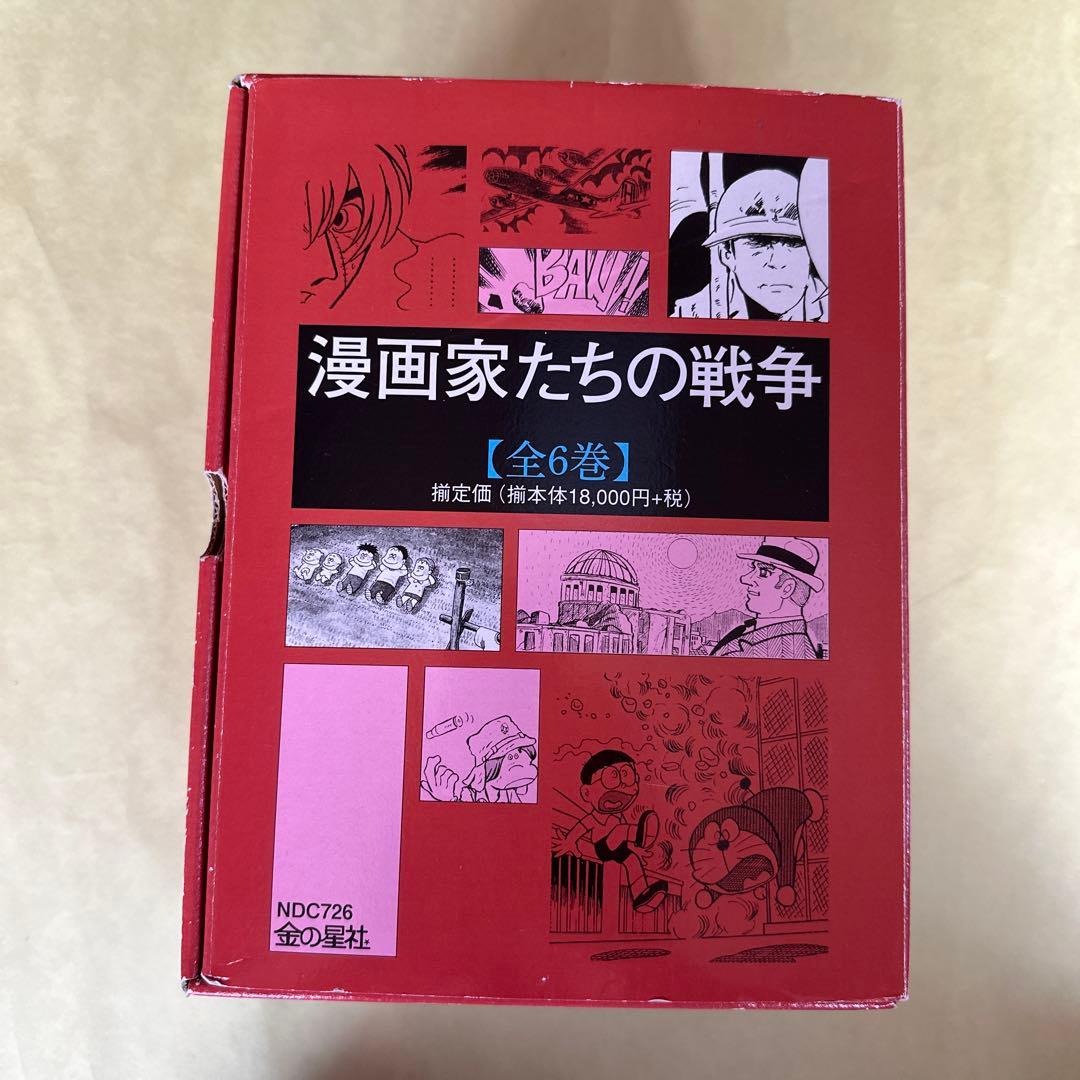 BAN!!
漫画家たちの戦争
【全6巻】
揃定価（揃本体18,000円+税）
NDC726
金の星社